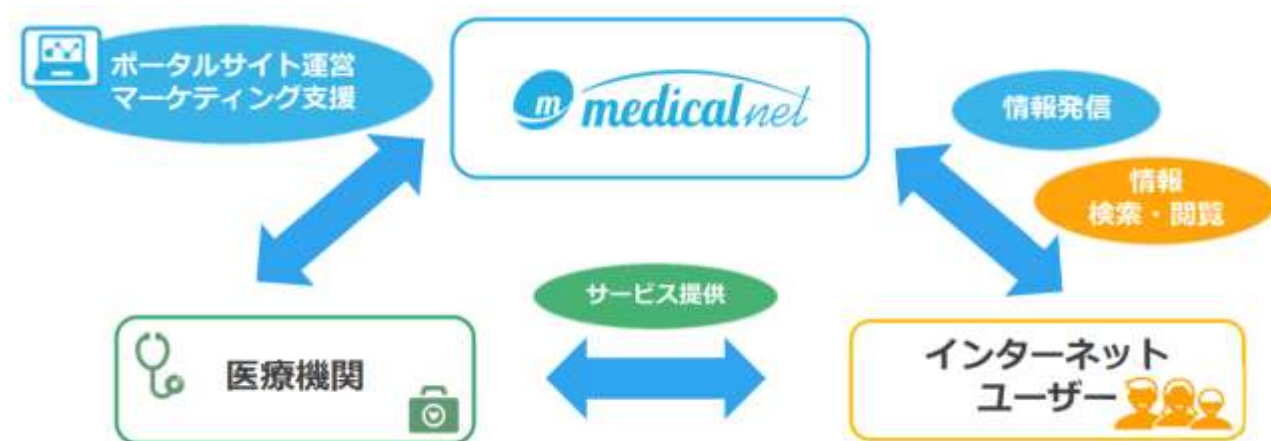 ポータルサイト運営
マーケティング支援
m medicalnet
情報発信
情報
検索・閲覧
サービス提供
医療機関
インターネット
ユーザー